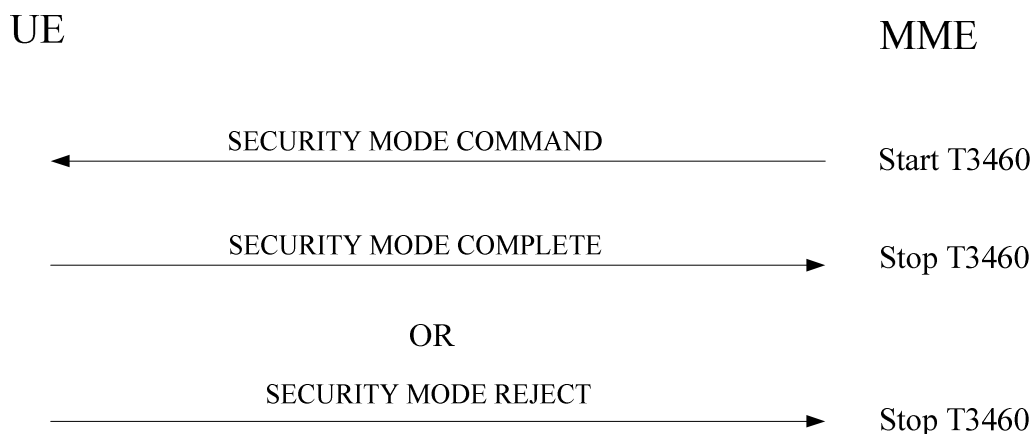 UE
MME
SECURITY MODE COMMAND
Start T3460
SECURITY MODE COMPLETE
Stop T3460
OR
SECURITY MODE REJECT
Stop T3460